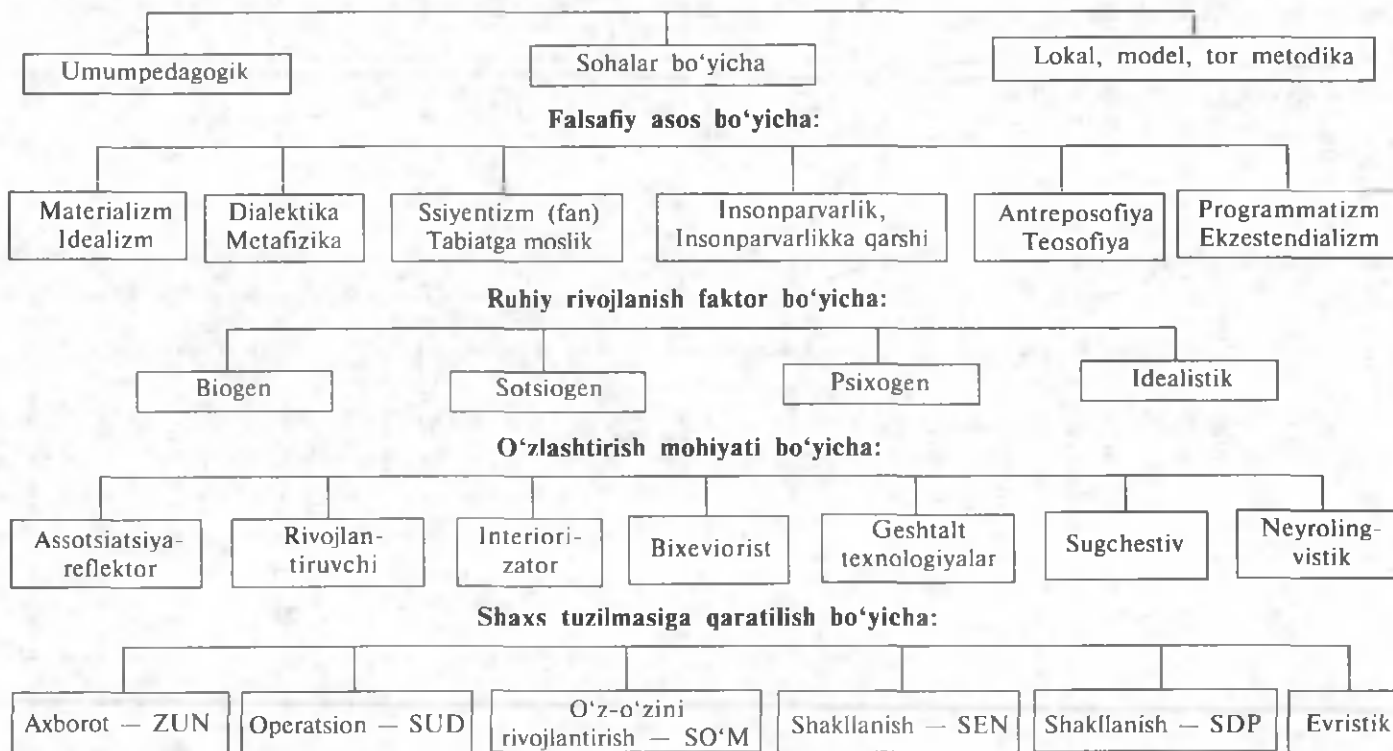 Umumpedagogik
Sohalar bo‘yicha
Lokal, model, tor metodika
Falsafiy asos bo‘yicha:
Materializm
Idealizm
Dialektika
Metafizika
Ssiyentizm (fan)
Tabiatga moslik
Insonparvarlik,
Insonparvarlikka qarshi
Antreposofiya
Teosofiya
Programmatizm
Ekzestendializm
Ruhiy rivojlanish faktor bo‘yicha:
Biogen
Sotsiogen
Psixogen
Idealistik
O‘zlashtirish mohiyati bo‘yicha:
Assotsiatsiya-
reflektor
Rivojlan-
tiruvchi
Interiori-
zator
Bixeviorist
Geshtalt
texnologiyalar
Sugchestiv
Neyroling-
vistik
Shaxs tuzilmasiga qaratilish bo‘yicha:
Axborot — ZUN
Operatsion — SUD
O‘z-o‘zini
rivojlantirish — SO‘M
Shakllanish — SEN
Shakllanish — SDP
Evristik